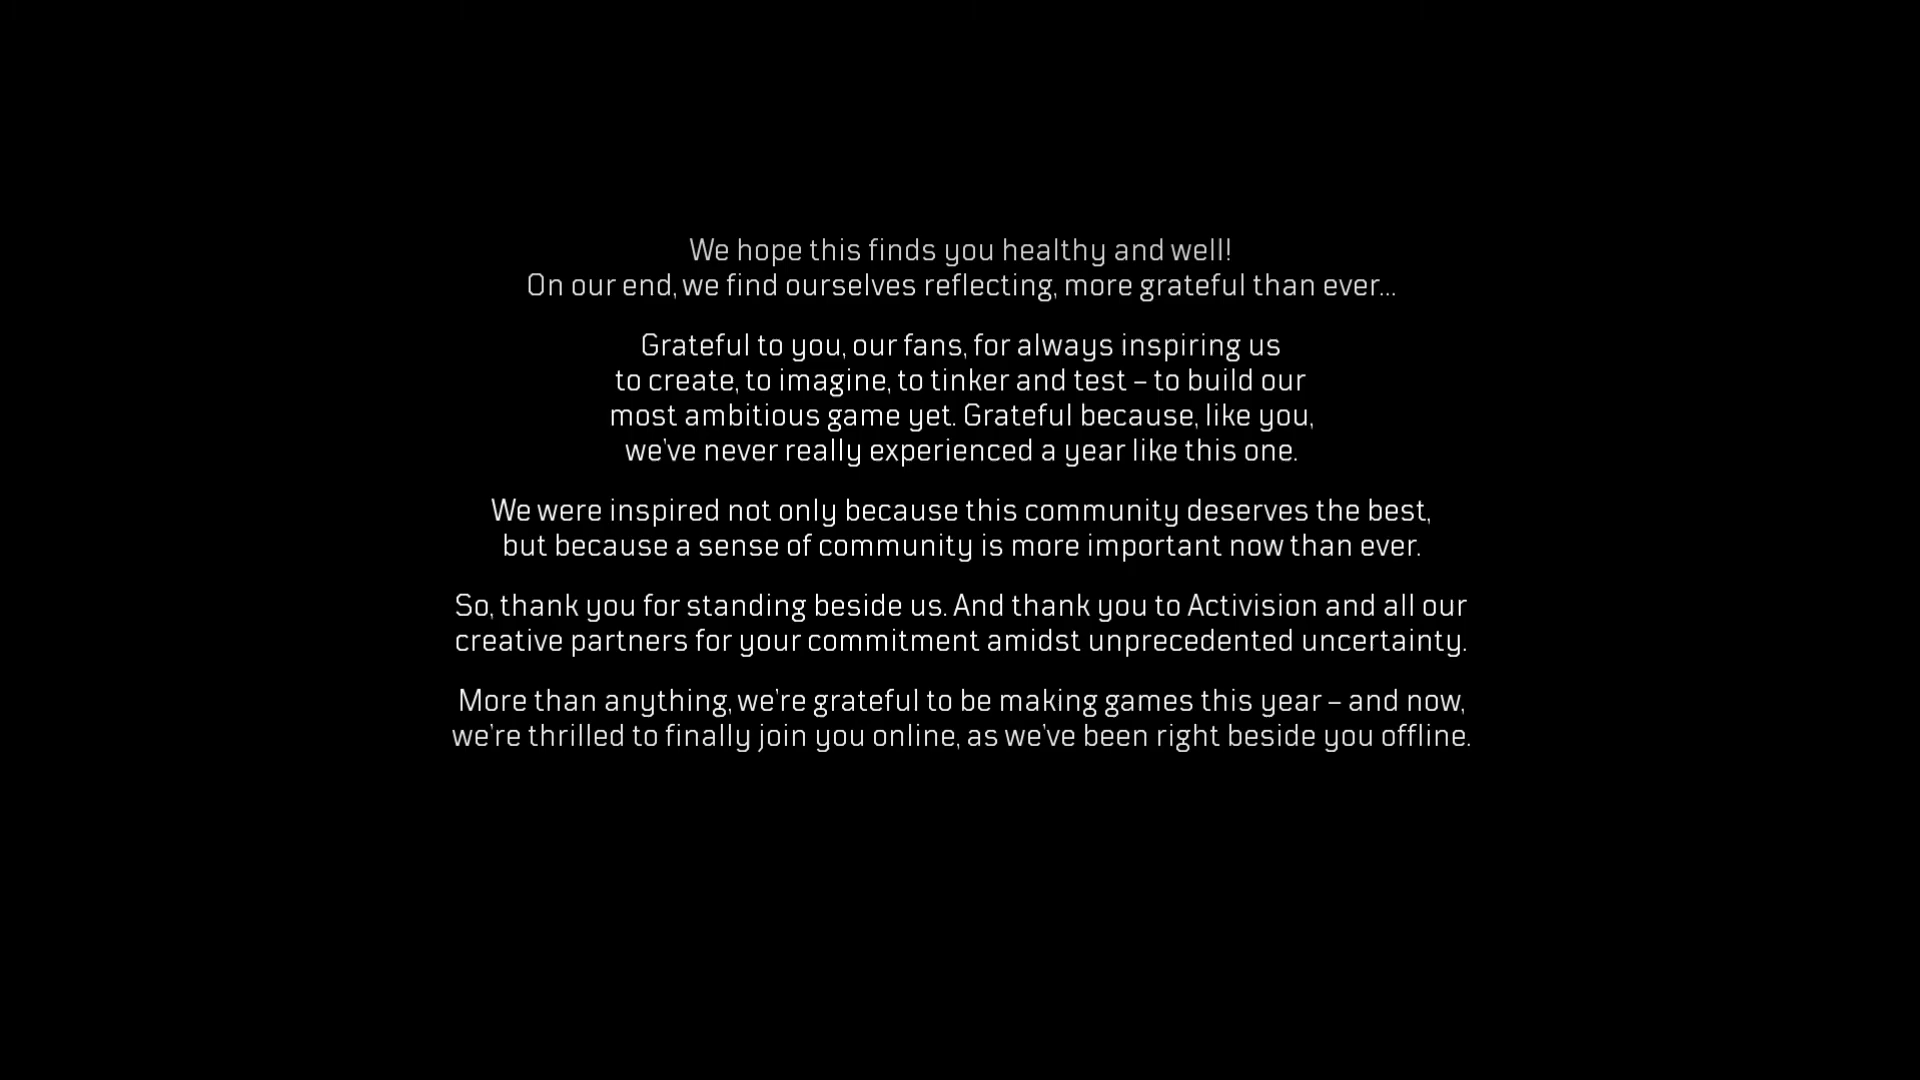 We hope this finds you healthy and well!
On our end, we find ourselves reflecting, more grateful than ever...
Grateful to you, our fans, for always inspiring us
to create, to imagine, to tinker and test – to build our
most ambitious game yet. Grateful because, like you,
we've never really experienced a year like this one.
We were inspired not only because this community deserves the best,
but because a sense of community is more important now than ever.
So, thank you for standing beside us. And thank you to Activision and all our
creative partners for your commitment amidst unprecedented uncertainty.
More than anything, we're grateful to be making games this year – and now,
we're thrilled to finally join you online, as we've been right beside you offline.